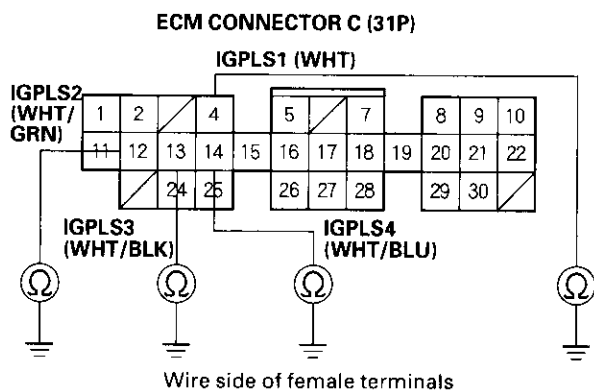 ECM CONNECTOR C (31P)
IGPLS1 (WHT)
IGPLS2
(WHT/
GRN)
1 2 4 5 7 8 9 10
11 12 13 14 15 16 17 18 19 20 21 22
24 25 26 27 28 29 30
IGPLS3
(WHT/BLK)
IGPLS4
(WHT/BLU)
Ω Ω Ω Ω
Wire side of female terminals